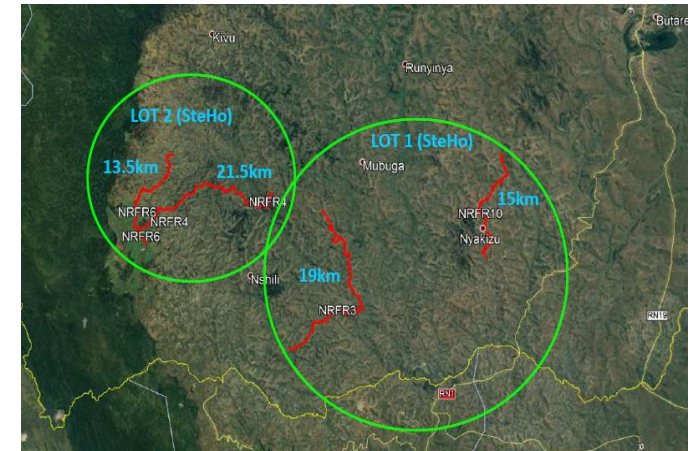 Butare
Kivu
Runyinya
LOT 2 (SteHo)
LOT 1 (SteHo)
Mubuga
13.5km
21.5km
15km
NRFR4
NRFR6
NRFR4
NRFR10
NRFR6
Nyakizu
Nshili
19km
NRFR3
RN19
RN1